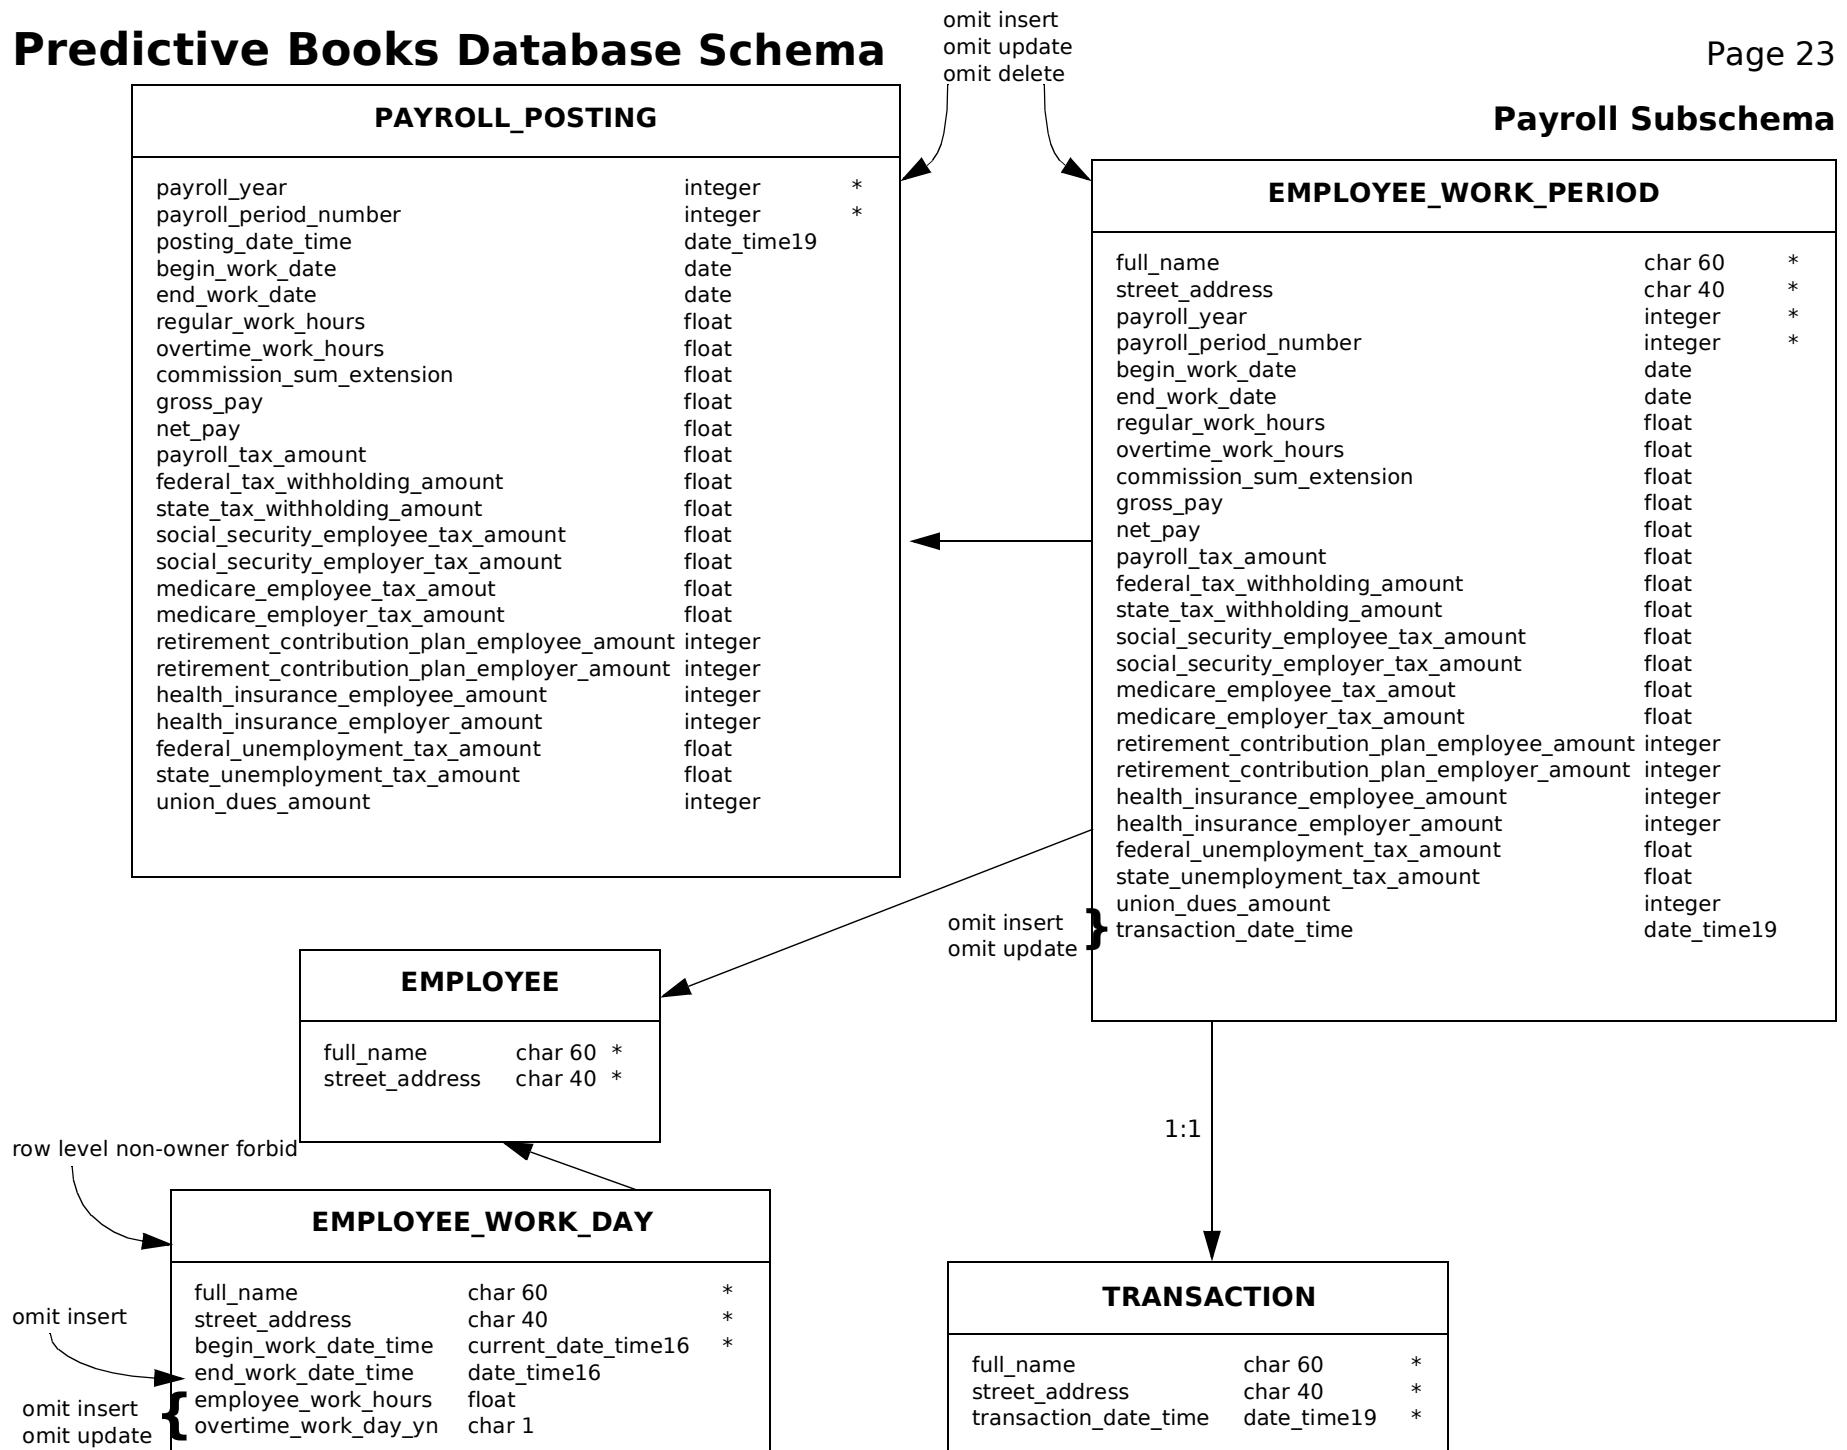 omit insert
omit update
omit delete
Predictive Books Database Schema
Page 23
Payroll Subschema
PAYROLL_POSTING
payroll_year integer *
payroll_period_number integer *
posting_date_time date_time19
begin_work_date date
end_work_date date
regular_work_hours float
overtime_work_hours float
commission_sum_extension float
gross_pay float
net_pay float
payroll_tax_amount float
federal_tax_withholding_amount float
state_tax_withholding_amount float
social_security_employee_tax_amount float
social_security_employer_tax_amount float
medicare_employee_tax_amout float
medicare_employer_tax_amount float
retirement_contribution_plan_employee_amount integer
retirement_contribution_plan_employer_amount integer
health_insurance_employee_amount integer
health_insurance_employer_amount integer
federal_unemployment_tax_amount float
state_unemployment_tax_amount float
union_dues_amount integer
EMPLOYEE_WORK_PERIOD
full_name char 60 *
street_address char 40 *
payroll_year integer *
payroll_period_number integer *
begin_work_date date
end_work_date date
regular_work_hours float
overtime_work_hours float
commission_sum_extension float
gross_pay float
net_pay float
payroll_tax_amount float
federal_tax_withholding_amount float
state_tax_withholding_amount float
social_security_employee_tax_amount float
social_security_employer_tax_amount float
medicare_employee_tax_amout float
medicare_employer_tax_amount float
retirement_contribution_plan_employee_amount integer
retirement_contribution_plan_employer_amount integer
health_insurance_employee_amount integer
health_insurance_employer_amount integer
federal_unemployment_tax_amount float
state_unemployment_tax_amount float
union_dues_amount integer
transaction_date_time date_time19
omit insert
omit update }
EMPLOYEE
full_name char 60 *
street_address char 40 *
1:1
row level non-owner forbid
EMPLOYEE_WORK_DAY
full_name char 60 *
street_address char 40 *
begin_work_date_time current_date_time16 *
end_work_date_time date_time16
employee_work_hours float
overtime_work_day_yn char 1
omit insert
omit insert
omit update {
TRANSACTION
full_name char 60 *
street_address char 40 *
transaction_date_time date_time19 *